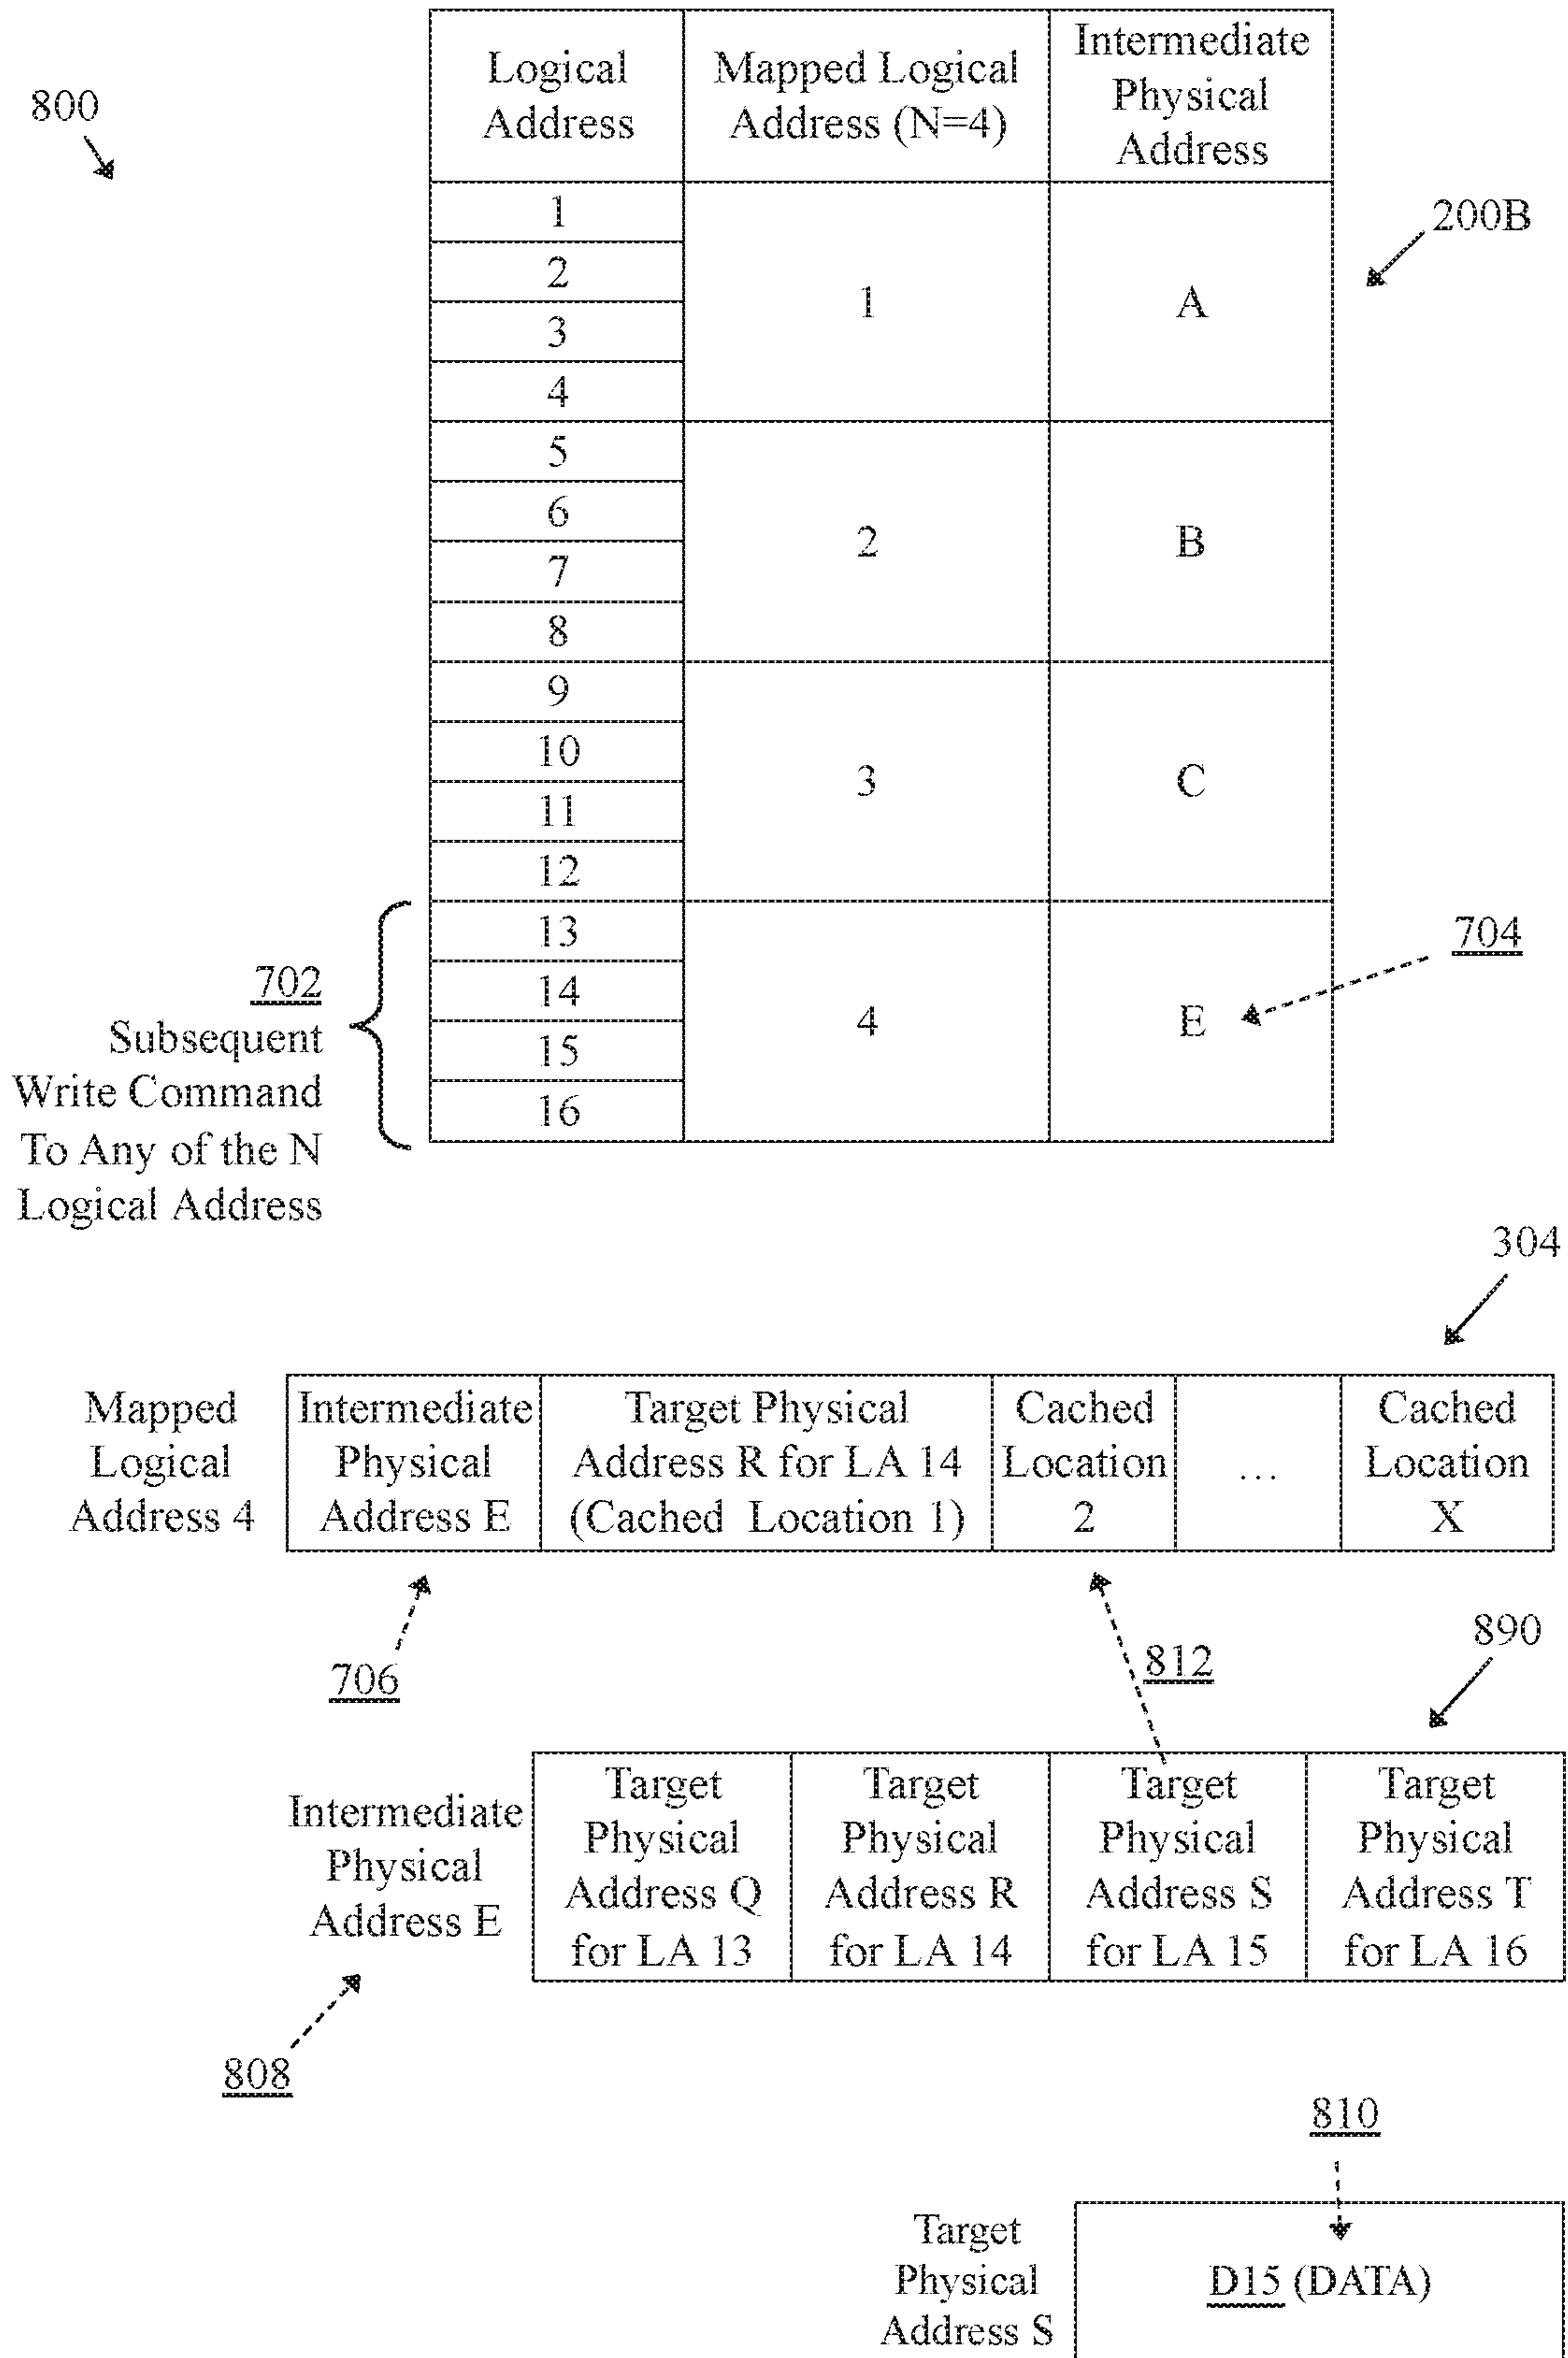 800
Logical
Address
Mapped Logical
Address (N=4)
Intermediate
Physical
Address
200B
1
2
3
4
1
A
5
6
7
8
2
B
9
10
11
12
3
C
13
14
15
16
4
E
704
702
Subsequent
Write Command
To Any of the N
Logical Address
304
Mapped
Logical
Address 4
Intermediate
Physical
Address E
Target Physical
Address R for LA 14
(Cached Location 1)
Cached
Location
2
...
Cached
Location
X
706
812
890
Intermediate
Physical
Address E
Target
Physical
Address Q
for LA 13
Target
Physical
Address R
for LA 14
Target
Physical
Address S
for LA 15
Target
Physical
Address T
for LA 16
808
810
Target
Physical
Address S
D15 (DATA)